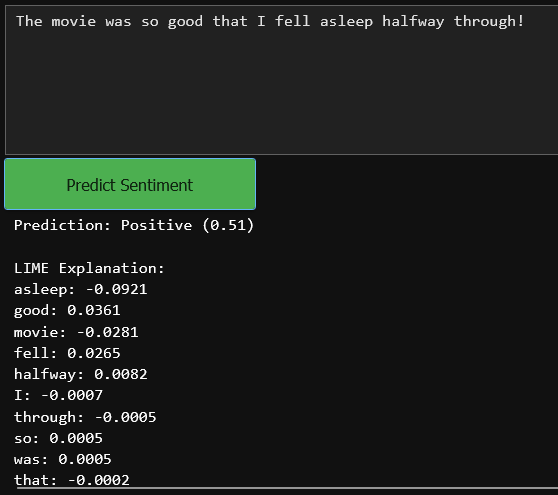 The movie was so good that I fell asleep halfway through!
Predict Sentiment
Prediction: Positive (0.51)
LIME Explanation:
asleep: -0.0921
good: 0.0361
movie: -0.0281
fell: 0.0265
halfway: 0.0082
I: -0.0007
through: -0.0005
so: 0.0005
was: 0.0005
that: -0.0002